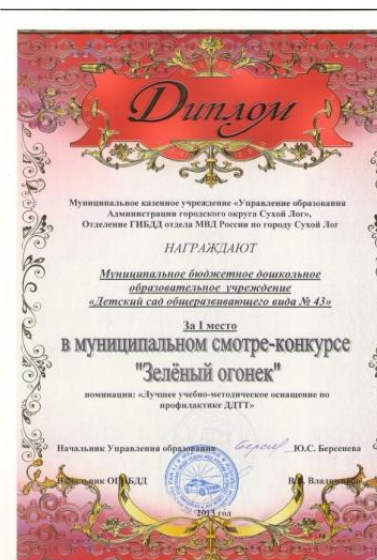 Диплом
Муниципальное казенное учреждение «Управление образования
Администрации городского округа Сухой Лог»,
Отделение ГИБДД отдела МВД России по городу Сухой Лог
НАГРАЖДАЮТ
Муниципальное бюджетное дошкольное
образовательное учреждение
«Детский сад общеразвивающего вида № 43»
За I место
в муниципальном смотре-конкурсе
"Зелёный огонек"
номинация: «Лучшее учебно-методическое оснащение по
профилактике ДДТТ»
Начальник Управления образования Ю.С. Берсенева
Начальник
2013 год